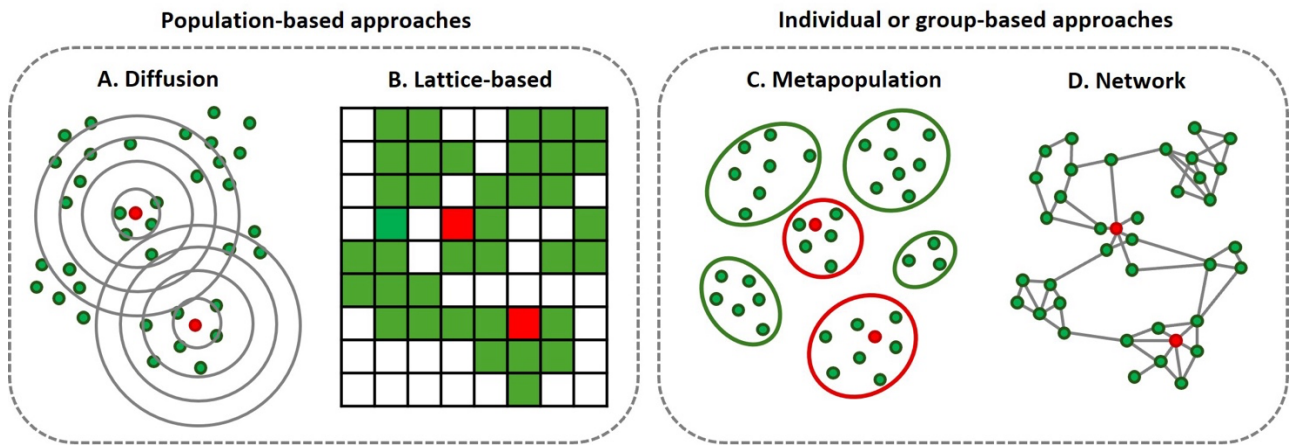 Population-based approaches
Individual or group-based approaches
A. Diffusion
B. Lattice-based
C. Metapopulation
D. Network